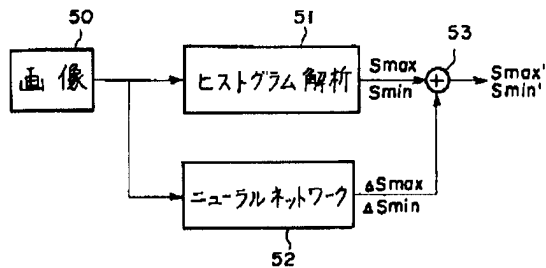 50
画像
51
ヒストグラム解析
Smax
Smin
53
+
Smax'
Smin'
ニューラルネットワーク
52
ΔSmax
ΔSmin